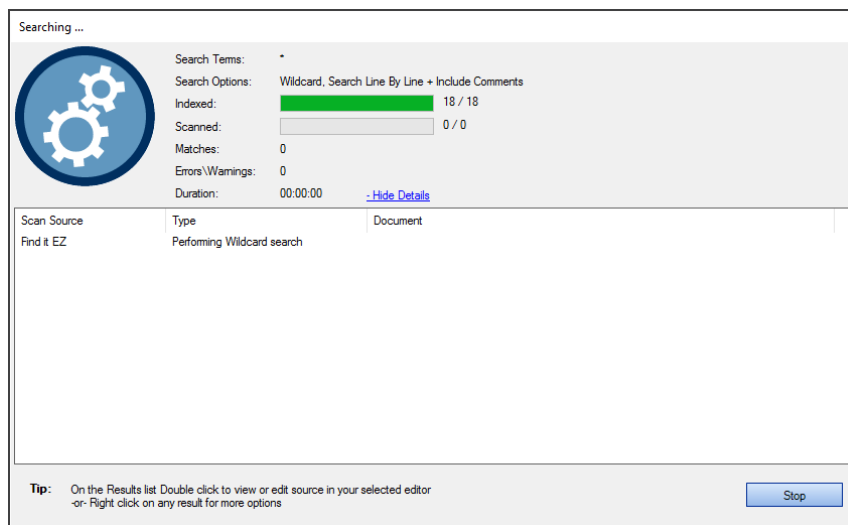 Searching ...
Search Terms: *
Search Options: Wildcard, Search Line By Line + Include Comments
Indexed: 18 / 18
Scanned: 0 / 0
Matches: 0
Errors\Warnings: 0
Duration: 00:00:00 - Hide Details
Scan Source Type Document
Find it EZ Performing Wildcard search
Tip: On the Results list Double click to view or edit source in your selected editor
-or- Right click on any result for more options
Stop